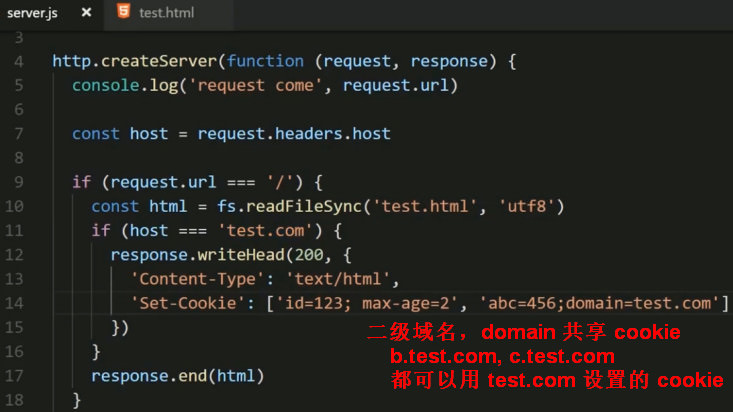 server.js × test.html
3
4 http.createServer(function (request, response) {
5 console.log('request come', request.url)
6
7 const host = request.headers.host
8
9 if (request.url === '/') {
10 const html = fs.readFileSync('test.html', 'utf8')
11 if (host === 'test.com') {
12 response.writeHead(200, {
13 'Content-Type': 'text/html',
14 'Set-Cookie': ['id=123; max-age=2', 'abc=456;domain=test.com']
15 })
二级域名，domain 共享 cookie
b.test.com, c.test.com
都可以用 test.com 设置的 cookie
16 }
17 response.end(html)
18 }